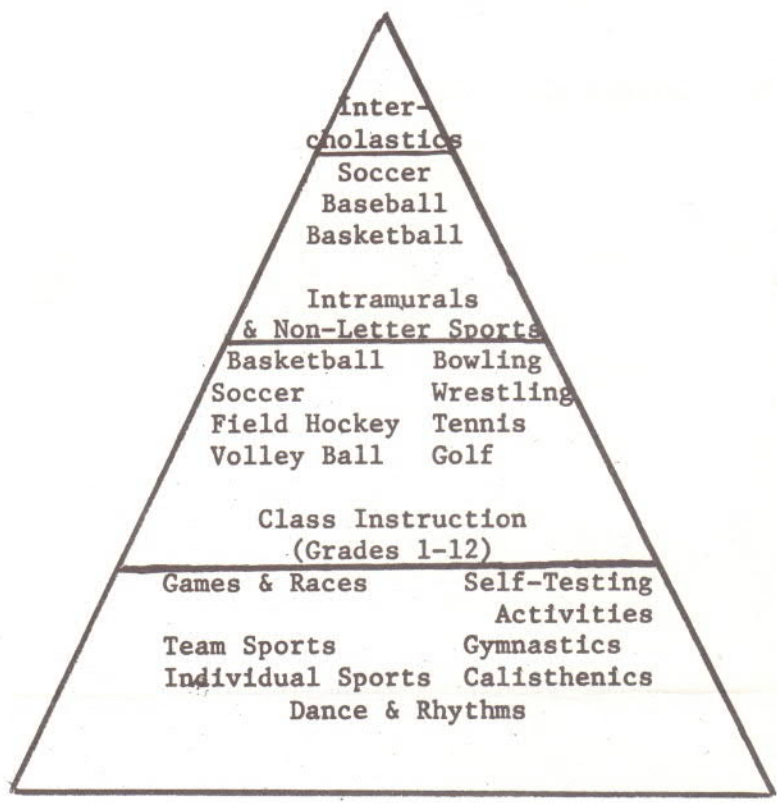 Inter-
cholastics
Soccer
Baseball
Basketball
Intramurals
& Non-Letter Sports
Basketball Bowling
Soccer Wrestling
Field Hockey Tennis
Volley Ball Golf
Class Instruction
(Grades 1-12)
Games & Races Self-Testing
Activities
Team Sports Gymnastics
Individual Sports Calisthenics
Dance & Rhythms